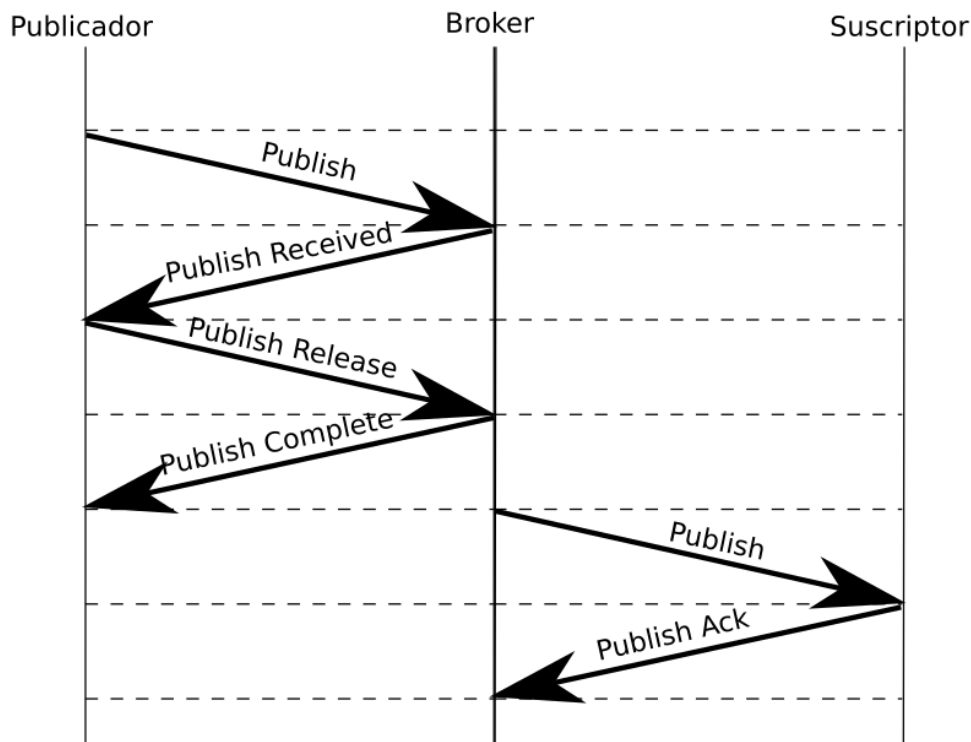 Publicador
Broker
Suscriptor
Publish
Publish Received
Publish Release
Publish Complete
Publish
Publish Ack